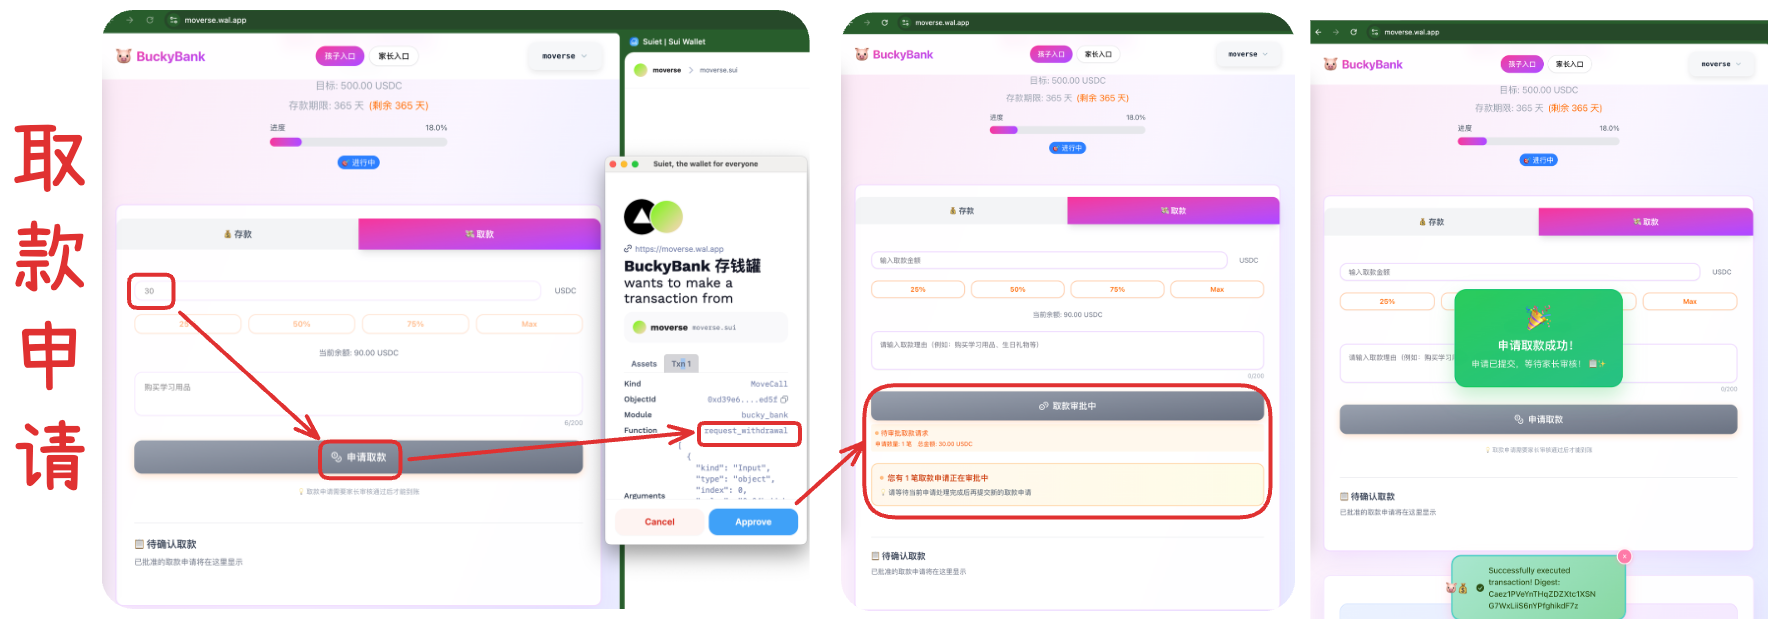 取
款
申
请
moverse.wal.app
BuckyBank
孩子入口
家长入口
moverse
目标: 500.00 USDC
存款期限: 365 天 (剩余 365 天)
进度
18.0%
进行中
存款
取款
30
USDC
25%
50%
75%
Max
当前余额: 90.00 USDC
购买学习用品
6/200
申请取款
取款申请需要家长审核通过后才能到账
待确认取款
已批准的取款申请将在这里显示
Suiet | Sui Wallet
moverse
moverse.sui
Suiet, the wallet for everyone
https://moverse.wal.app
BuckyBank 存钱罐
wants to make a
transaction from
moverse moverse.sui
Assets
Txn 1
Kind
MoveCall
ObjectId
0xd39e6....ed5f
Module
bucky_bank
Function
request_withdrawal
[
{
"kind": "Input",
"type": "object",
"index": 0,
Arguments
Cancel
Approve
moverse.wal.app
BuckyBank
孩子入口
家长入口
moverse
目标: 500.00 USDC
存款期限: 365 天 (剩余 365 天)
进度
18.0%
进行中
存款
取款
输入取款金额
USDC
25%
50%
75%
Max
当前余额: 90.00 USDC
请输入取款理由（例如：购买学习用品、生日礼物等）
0/200
取款审批中
待审批取款请求
申请数量: 1 笔 总金额: 30.00 USDC
您有 1 笔取款申请正在审批中
请等待当前申请处理完成后再提交新的取款申请
待确认取款
已批准的取款申请将在这里显示
moverse.wal.app
BuckyBank
孩子入口
家长入口
moverse
目标: 500.00 USDC
存款期限: 365 天 (剩余 365 天)
进度
18.0%
进行中
存款
取款
输入取款金额
USDC
25%
Max
申请取款成功！
申请已提交，等待家长审核！
请输入取款理由（例如：购买学习
0/200
申请取款
取款申请需要家长审核通过后才能到账
待确认取款
已批准的取款申请将在这里显示
Successfully executed
transaction! Digest:
Caez1PVeYnTHqZDZXtc1XSN
G7WxLiiS6nYPfghikdF7z